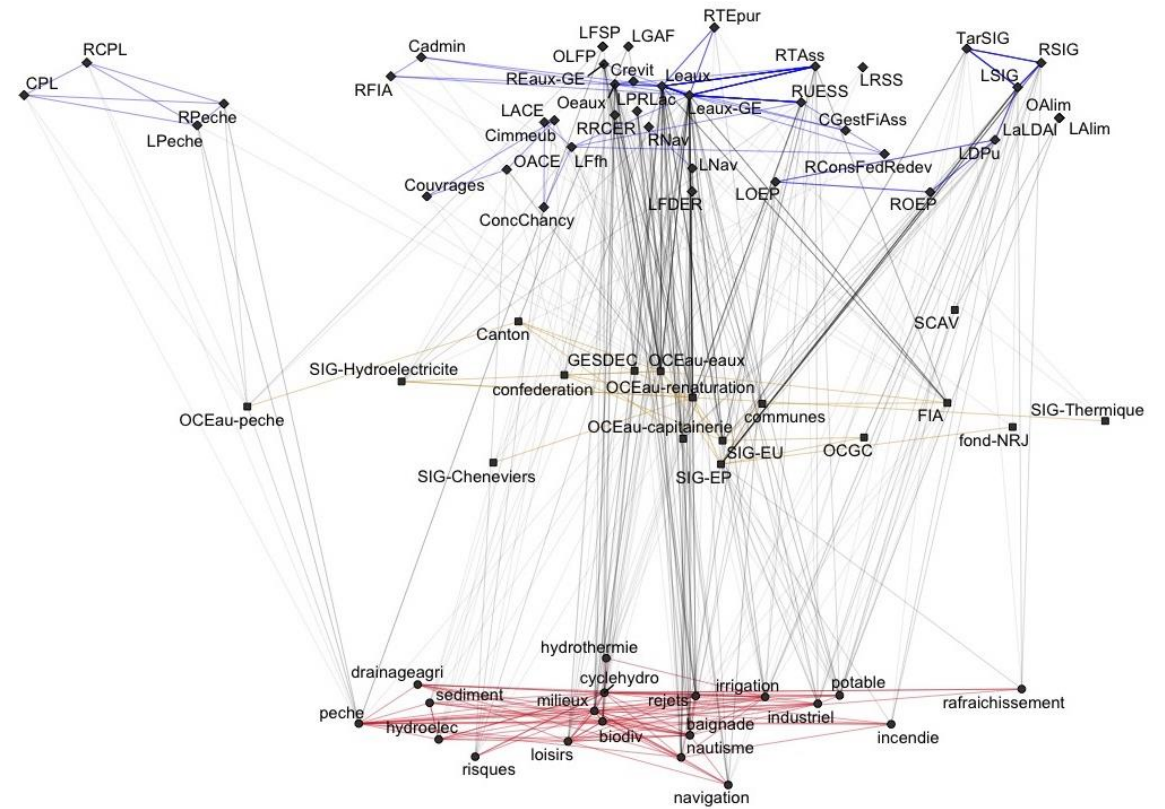 RTEpur
LFSP
LGAF
TarSIG
RCPL
Cadmin
OLFP
RTAss
RSIG
CPL
RFIA
REaux-GE
Crevit
Leaux
LRSS
LSIG
RUESS
RPeche
LACE
Oeaux
LPRLac
Leaux-GE
OAlim
LPeche
Cimmeub
RRCER
RNav
CGestFiAss
LaLDAl
LAlim
OACE
LFfh
LNav
RConsFedRedev
LDPu
Couvrages
LFDER
LOEP
ROEP
ConcChancy
Canton
SCAV
SIG-Hydroelectricite
GESDEC
OCEau-eaux
confederation
OCEau-renaturation
OCEau-peche
communes
FIA
SIG-Thermique
OCEau-capitainerie
SIG-EU
OCGC
fond-NRJ
SIG-Cheneviers
SIG-EP
hydrothermie
drainageagri
cyclehydro
sediment
milieux
rejets
irrigation
potable
rafraichissement
peche
hydroelec
biodiv
baignade
industriel
incendie
risques
loisirs
nautisme
navigation